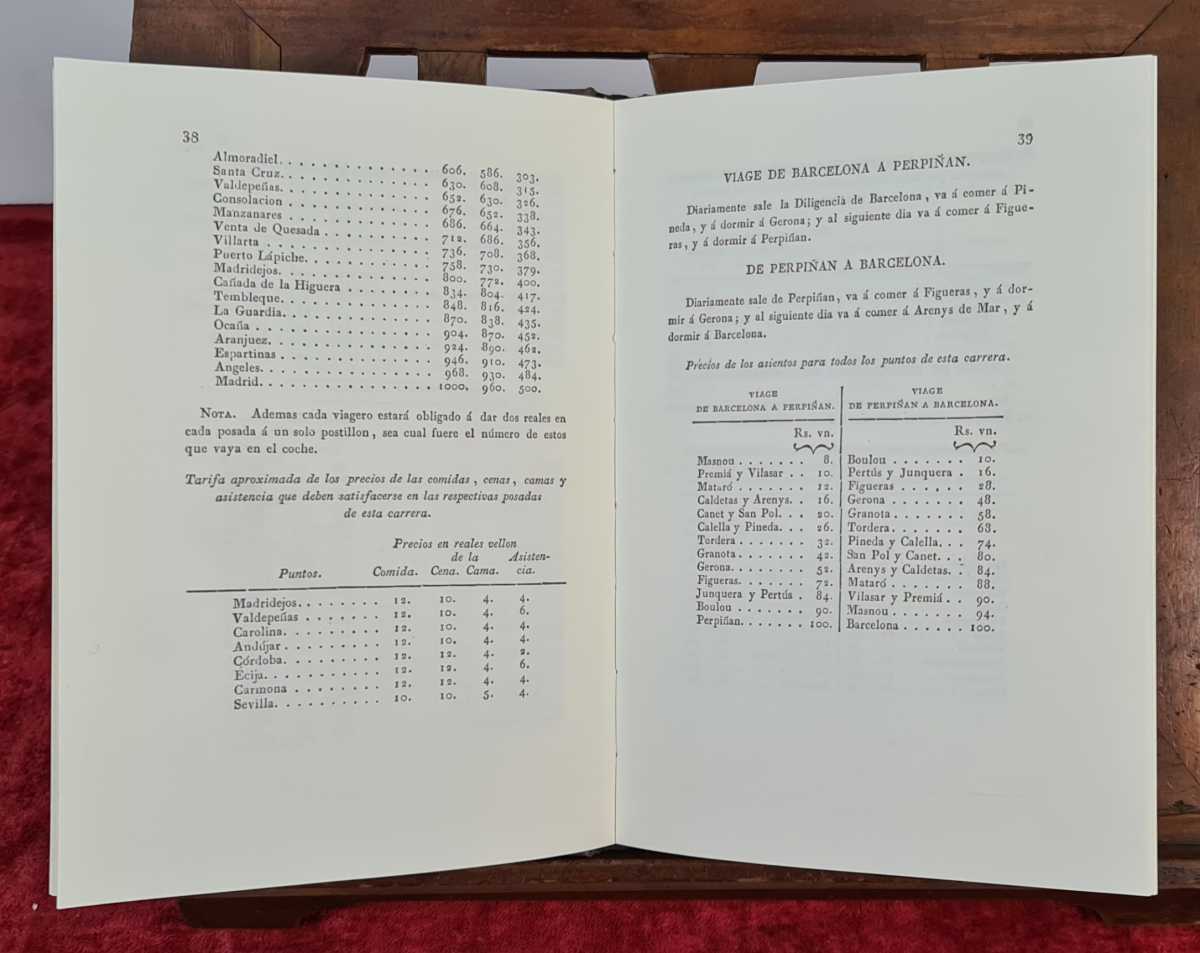 38
Almoradiel. . . . . . . . . . . . . . 606. 586. 303.
Santa Cruz. . . . . . . . . . . . . . 630. 608. 315.
Valdepeñas. . . . . . . . . . . . . . 652. 630. 326.
Consolacion . . . . . . . . . . . . . 676. 652. 338.
Manzanares . . . . . . . . . . . . . 686. 664. 343.
Venta de Quesada . . . . . . . . . . 712. 686. 356.
Villarta . . . . . . . . . . . . . . . 736. 708. 368.
Puerto Lápiche. . . . . . . . . . . . 758. 730. 379.
Madridejos. . . . . . . . . . . . . . 800. 772. 400.
Cañada de la Higuera . . . . . . . . 834. 804. 417.
Tembleque. . . . . . . . . . . . . . 848. 816. 424.
La Guardia. . . . . . . . . . . . . . 870. 838. 435.
Ocaña . . . . . . . . . . . . . . . . 904. 870. 452.
Aranjuez. . . . . . . . . . . . . . . 924. 890. 462.
Espartinas . . . . . . . . . . . . . . 946. 910. 473.
Angeles. . . . . . . . . . . . . . . . 968. 930. 484.
Madrid. . . . . . . . . . . . . . . . 1000. 960. 500.
NOTA. Ademas cada viagero estará obligado á dar dos reales en
cada posada á un solo postillon, sea cual fuere el número de estos
que vaya en el coche.
Tarifa aproximada de los precios de las comidas, cenas, camas y
asistencia que deben satisfacerse en las respectivas posadas
de esta carrera.
Precios en reales vellon
de la Asisten-
Puntos. Comida. Cena. Cama. cia.
Madridejos. . . . . . . . 12. 10. 4. 4.
Valdepeñas . . . . . . . . 12. 10. 4. 6.
Carolina. . . . . . . . . . 12. 10. 4. 4.
Andújar . . . . . . . . . . 12. 10. 4. 4.
Córdoba. . . . . . . . . . 12. 12. 4. 2.
Écija. . . . . . . . . . . . 12. 12. 4. 6.
Carmona . . . . . . . . . 12. 12. 4. 4.
Sevilla. . . . . . . . . . . 10. 10. 5. 4.
39
VIAGE DE BARCELONA A PERPIÑAN.
Diariamente sale la Diligencia de Barcelona, va á comer á Pi-
neda, y á dormir á Gerona; y al siguiente dia va á comer á Figue-
ras, y á dormir á Perpiñan.
DE PERPIÑAN A BARCELONA.
Diariamente sale de Perpiñan, va á comer á Figueras, y á dor-
mir á Gerona; y al siguiente dia va á comer á Arenys de Mar, y á
dormir á Barcelona.
Precios de los asientos para todos los puntos de esta carrera.
VIAGE VIAGE
DE BARCELONA A PERPIÑAN. DE PERPIÑAN A BARCELONA.
Rs. vn. Rs. vn.
Masnou . . . . . . . 8. Boulou . . . . . . . 10.
Premiá y Vilasar . . 10. Pertús y Junquera . 16.
Mataró . . . . . . . 12. Figueras . . . . . . 28.
Caldetas y Arenys. . 16. Gerona . . . . . . . 48.
Canet y San Pol. . . 20. Granota . . . . . . 58.
Calella y Pineda. . . 26. Tordera . . . . . . . 68.
Tordera . . . . . . . 32. Pineda y Calella. . . 74.
Granota. . . . . . . 42. San Pol y Canet. . . 80.
Gerona. . . . . . . . 52. Arenys y Caldetas. . 84.
Figueras. . . . . . . 72. Mataró . . . . . . . 88.
Junquera y Pertús . 84. Vilasar y Premiá . . 90.
Boulou . . . . . . . 90. Masnou . . . . . . . 94.
Perpiñan. . . . . . . 100. Barcelona . . . . . . 100.